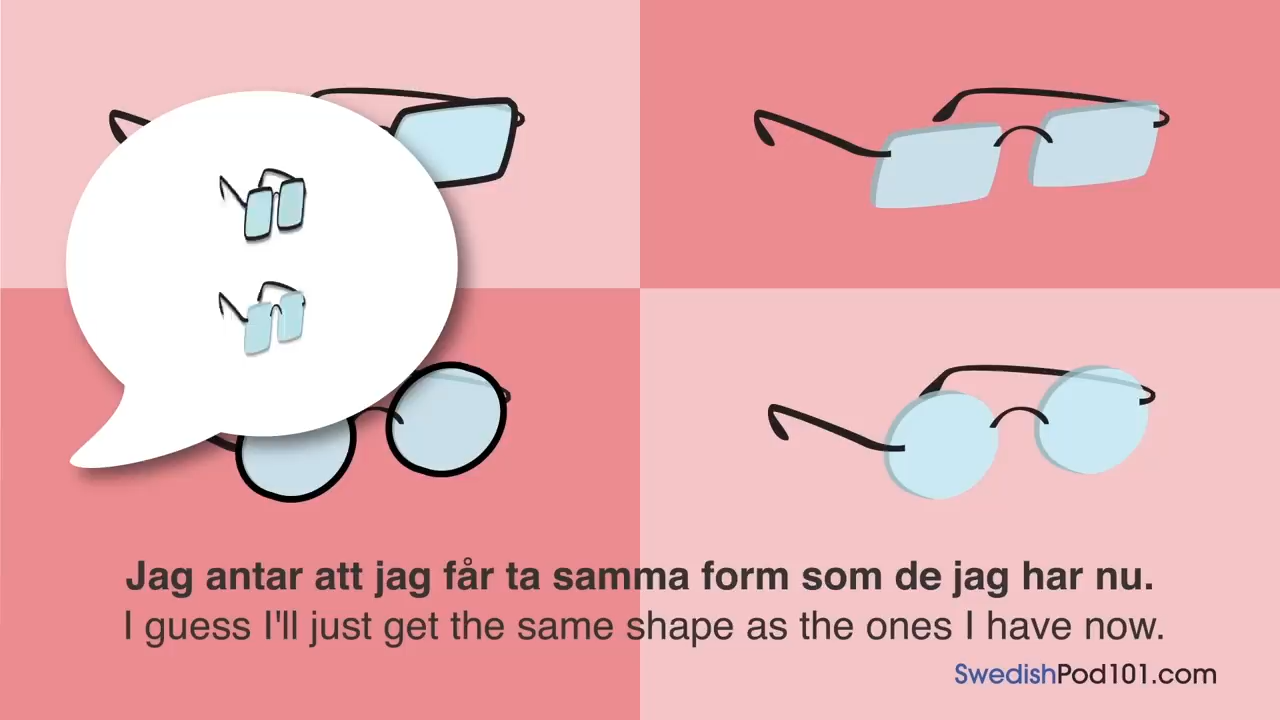 Jag antar att jag får ta samma form som de jag har nu.
I guess I'll just get the same shape as the ones I have now.
SwedishPod101.com